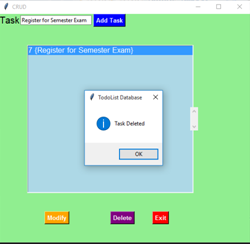 CRUD
Task Register for Semester Exam Add Task
7 {Register for Semester Exam}
TodoList Database
Task Deleted
OK
Modify Delete Exit